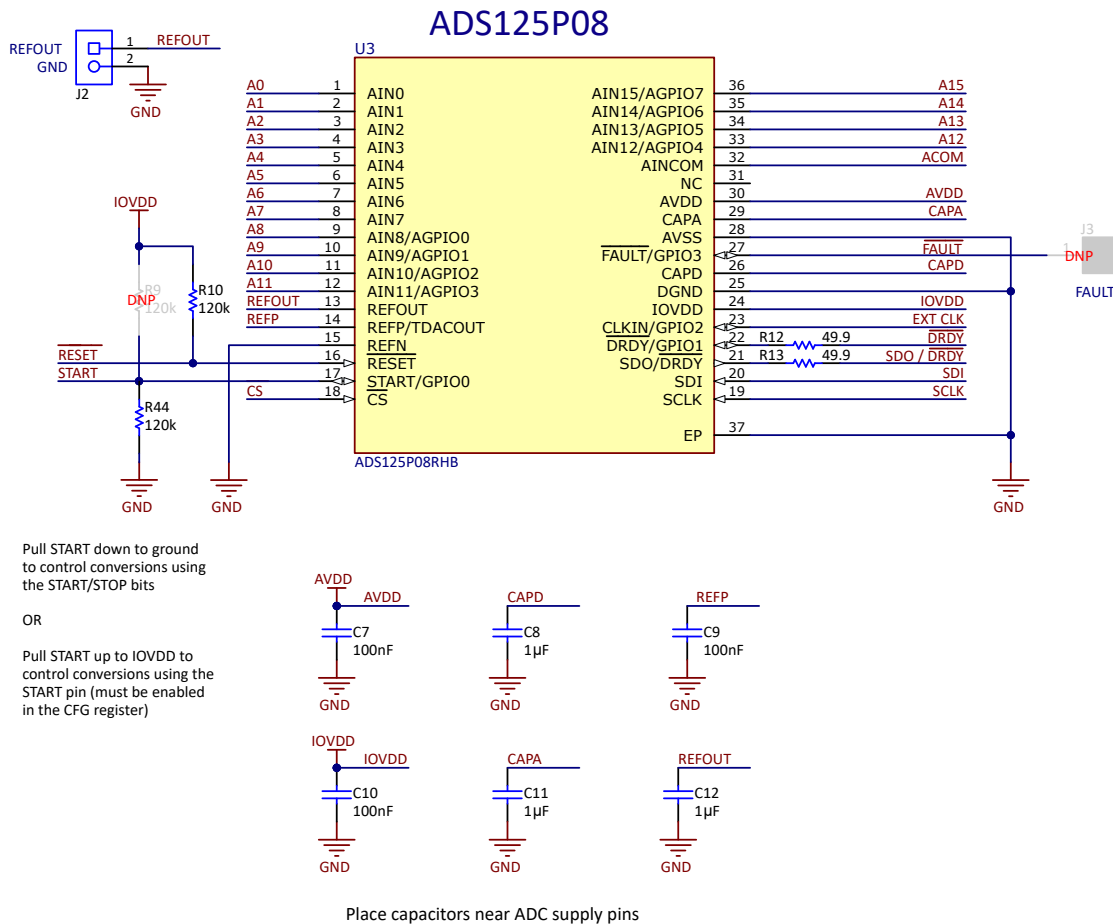 ADS125P08
REFOUT
GND
1
2
REFOUT
J2
GND
U3
A0 1 AIN0
A1 2 AIN1
A2 3 AIN2
A3 4 AIN3
A4 5 AIN4
A5 6 AIN5
A6 7 AIN6
A7 8 AIN7
A8 9 AIN8/AGPIO0
A9 10 AIN9/AGPIO1
A10 11 AIN10/AGPIO2
A11 12 AIN11/AGPIO3
REFOUT 13 REFOUT
REFP 14 REFP/TDACOUT
15 REFN
RESET 16 RESET
START 17 START/GPIO0
CS 18 CS
AIN15/AGPIO7 36 A15
AIN14/AGPIO6 35 A14
AIN13/AGPIO5 34 A13
AIN12/AGPIO4 33 A12
AINCOM 32 ACOM
NC 31
AVDD 30 AVDD
CAPA 29 CAPA
AVSS 28
FAULT/GPIO3 27 FAULT
CAPD 26 CAPD
DGND 25
IOVDD 24 IOVDD
CLKIN/GPIO2 23 EXT CLK
DRDY/GPIO1 22 R12 49.9 DRDY
SDO/DRDY 21 R13 49.9 SDO / DRDY
SDI 20 SDI
SCLK 19 SCLK
EP 37
ADS125P08RHB
J3
1
DNP
FAULT
IOVDD
R9
DNP
120k
R10
120k
R44
120k
GND
GND
GND
Pull START down to ground
to control conversions using
the START/STOP bits
OR
Pull START up to IOVDD to
control conversions using the
START pin (must be enabled
in the CFG register)
AVDD
AVDD
C7
100nF
GND
CAPD
C8
1µF
GND
REFP
C9
100nF
GND
IOVDD
IOVDD
C10
100nF
GND
CAPA
C11
1µF
GND
REFOUT
C12
1µF
GND
Place capacitors near ADC supply pins